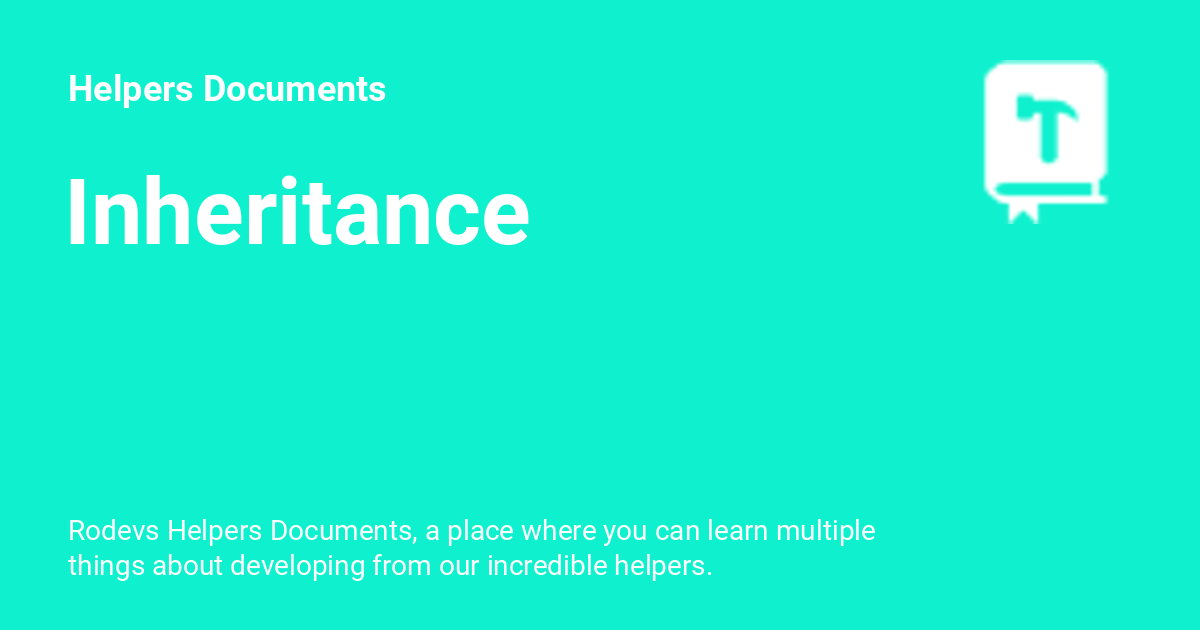 Helpers Documents
Inheritance
Rodevs Helpers Documents, a place where you can learn multiple
things about developing from our incredible helpers.